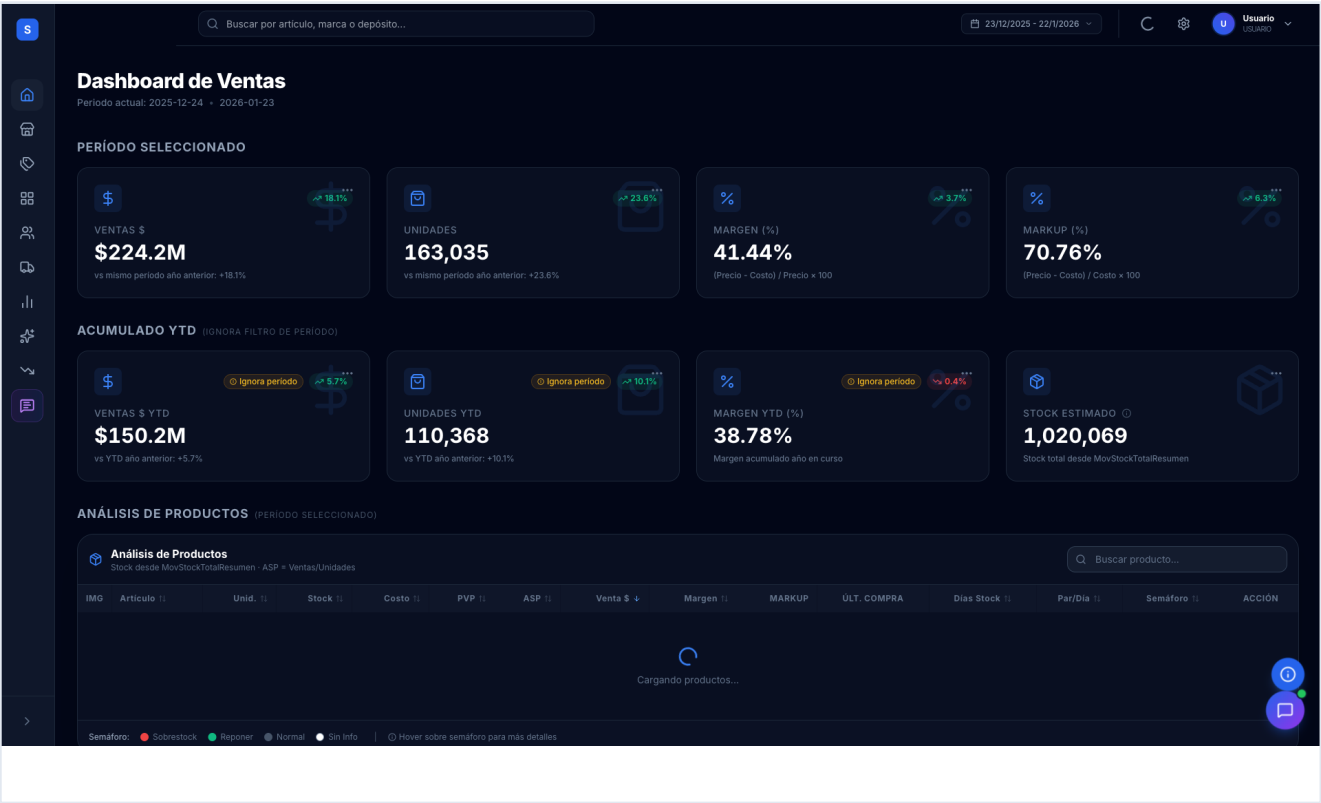 S
Buscar por artículo, marca o depósito...
23/12/2025 - 22/1/2026
U
Usuario
USUARIO
Dashboard de Ventas
Periodo actual: 2025-12-24 • 2026-01-23
PERÍODO SELECCIONADO
18.1%
VENTAS $
$224.2M
vs mismo periodo año anterior: +18.1%
23.6%
UNIDADES
163,035
vs mismo periodo año anterior: +23.6%
3.7%
MARGEN (%)
41.44%
(Precio - Costo) / Precio × 100
6.3%
MARKUP (%)
70.76%
(Precio - Costo) / Costo × 100
ACUMULADO YTD (IGNORA FILTRO DE PERÍODO)
Ignora período 5.7%
VENTAS $ YTD
$150.2M
vs YTD año anterior: +5.7%
Ignora período 10.1%
UNIDADES YTD
110,368
vs YTD año anterior: +10.1%
Ignora período 0.4%
MARGEN YTD (%)
38.78%
Margen acumulado año en curso
STOCK ESTIMADO
1,020,069
Stock total desde MovStockTotalResumen
ANÁLISIS DE PRODUCTOS (PERÍODO SELECCIONADO)
Análisis de Productos
Stock desde MovStockTotalResumen · ASP = Ventas/Unidades
Buscar producto...
IMG Artículo Unid. Stock Costo PVP ASP Venta $ Margen MARKUP ÚLT. COMPRA Días Stock Par/Día Semáforo ACCIÓN
Cargando productos...
Semáforo: Sobrestock Reponer Normal Sin Info | Hover sobre semáforo para más detalles